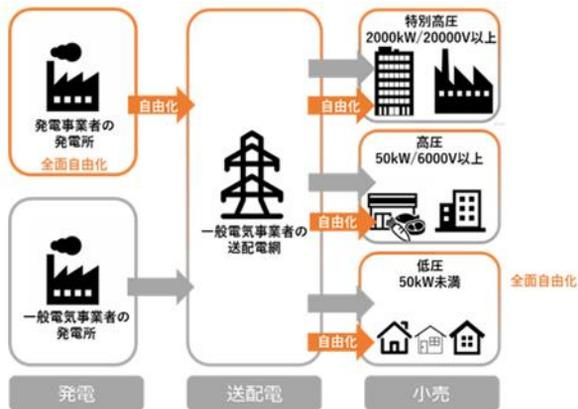 発電事業者の
発電所
全面自由化
自由化
一般電気事業者の
発電所
一般電気事業者の
送配電網
特別高圧
2000kW/20000V以上
自由化
高圧
50kW/6000V以上
自由化
低圧
50kW未満
自由化
全面自由化
発電
送配電
小売